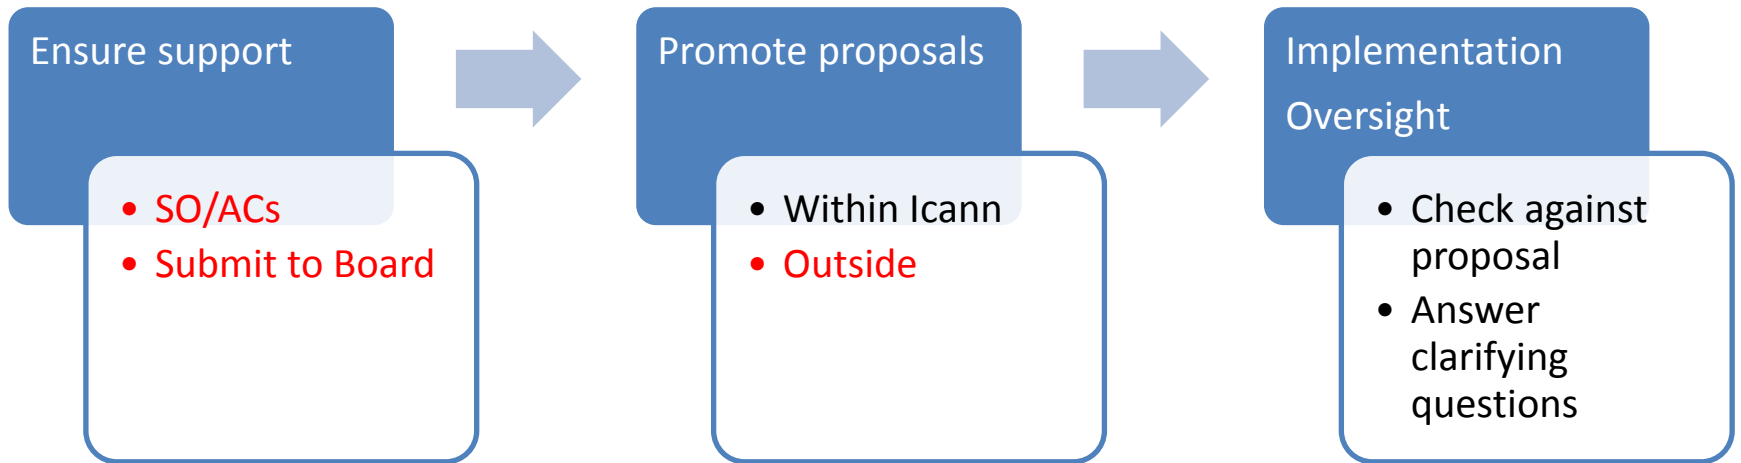 Ensure support
• SO/ACs
• Submit to Board
Promote proposals
• Within Icann
• Outside
Implementation
Oversight
• Check against
proposal
• Answer
clarifying
questions